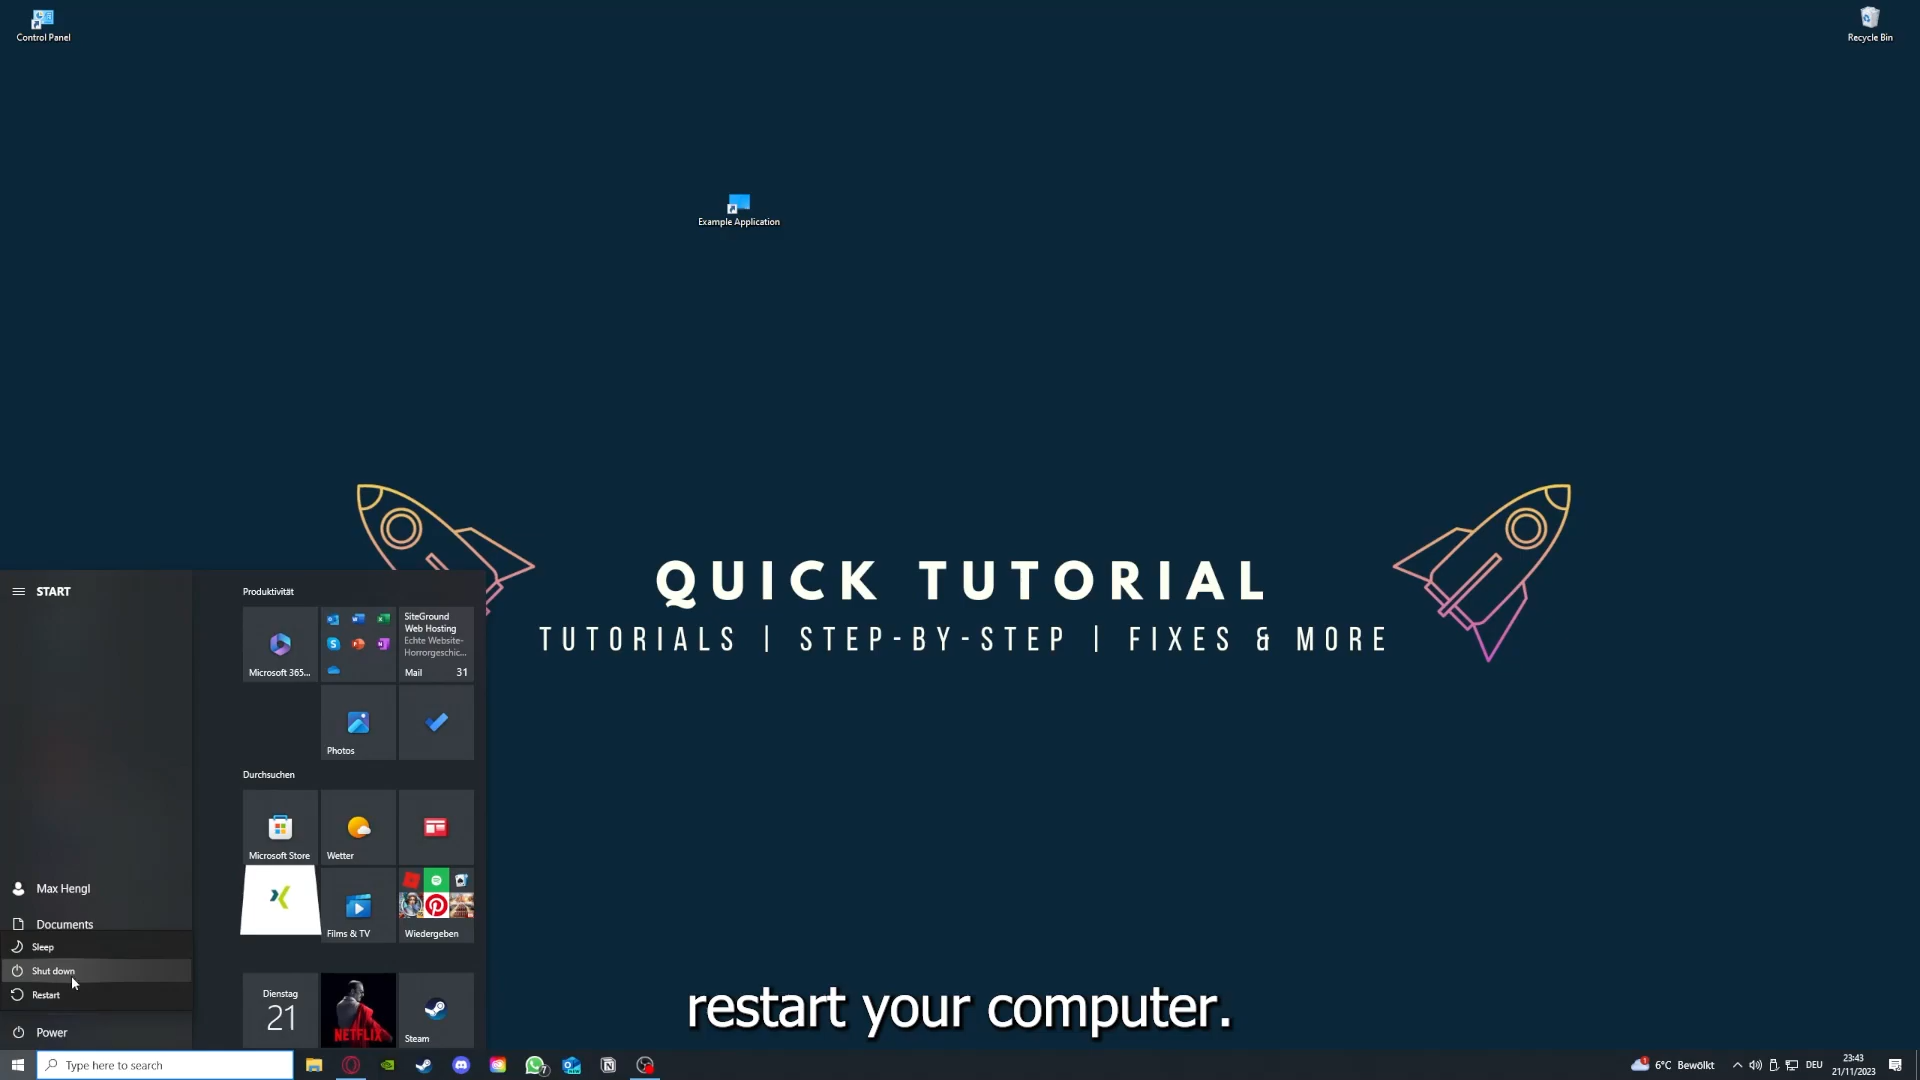 Control Panel
Recycle Bin
Example Application
QUICK TUTORIAL
TUTORIALS | STEP-BY-STEP | FIXES & MORE
START
Produktivität
SiteGround
Web Hosting
Echte Website-
Horrorgeschic...
Microsoft 365...
Mail 31
Photos
Durchsuchen
Microsoft Store
Wetter
Films & TV
Wiedergeben
Max Hengl
Documents
Sleep
Shut down
Restart
Power
Dienstag
21
NETFLIX
Steam
restart your computer.
Type here to search
7
1
6°C Bewölkt
DEU
23:43
21/11/2023